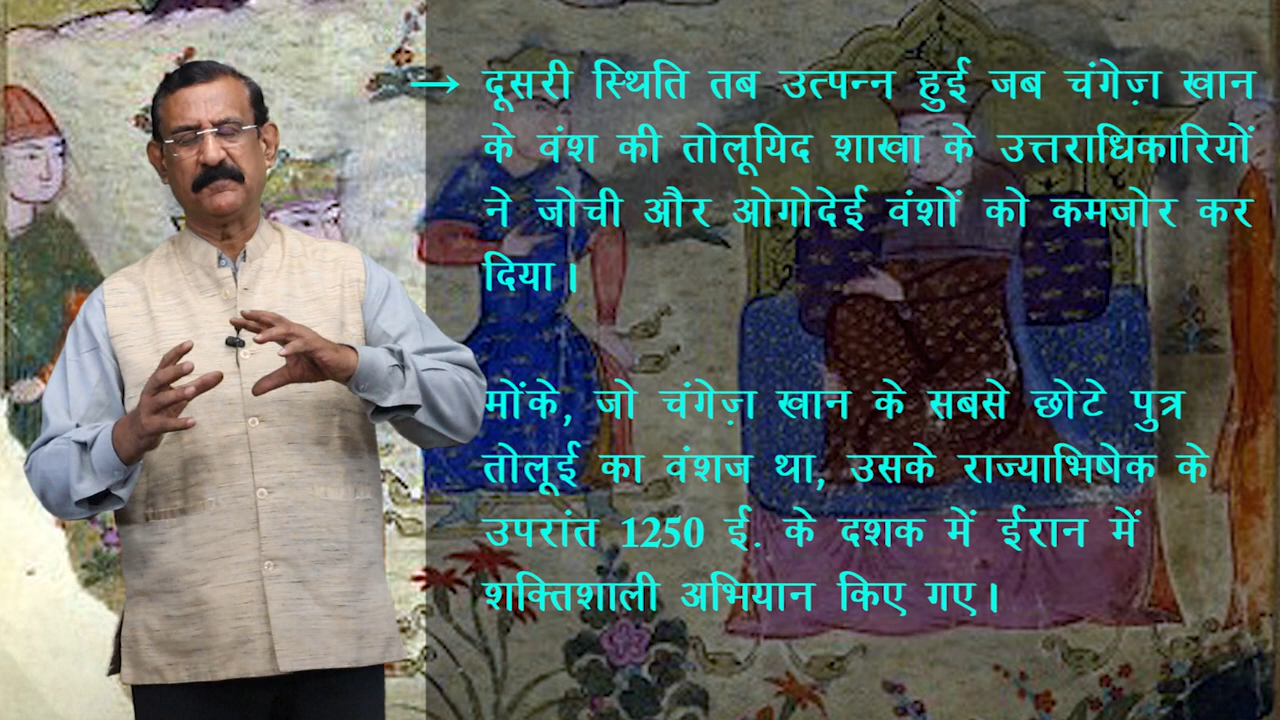 → दूसरी स्थिति तब उत्पन्न हुई जब चंगेज़ खान
के वंश की तोलूयिद शाखा के उत्तराधिकारियों
ने जोची और ओगोदेई वंशों को कमजोर कर
दिया।
मोंके, जो चंगेज़ खान के सबसे छोटे पुत्र
तोलूई का वंशज था, उसके राज्याभिषेक के
उपरांत 1250 ई. के दशक में ईरान में
शक्तिशाली अभियान किए गए।